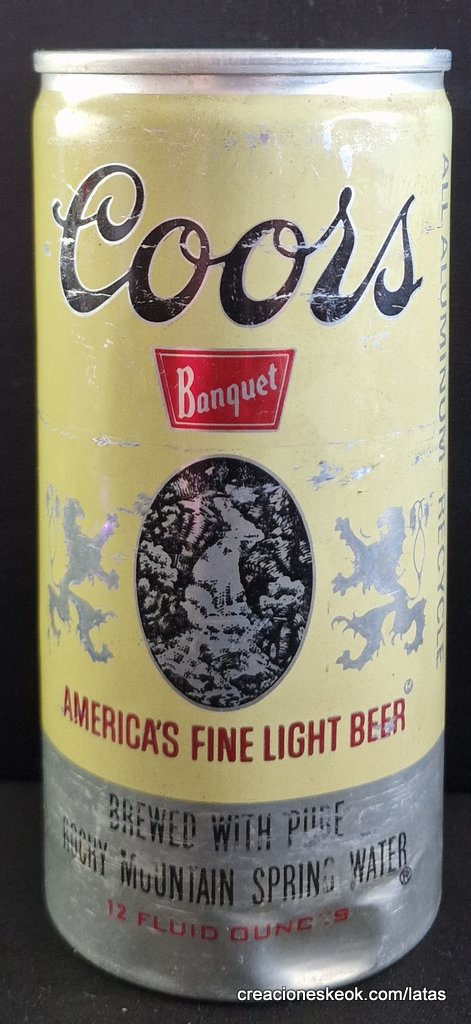 Coors
Banquet
ALL ALUMINUM - RECYCLE
AMERICA'S FINE LIGHT BEER
BREWED WITH PURE
ROCKY MOUNTAIN SPRING WATER®
12 FLUID OUNCES
creacioneskeok.com/latas